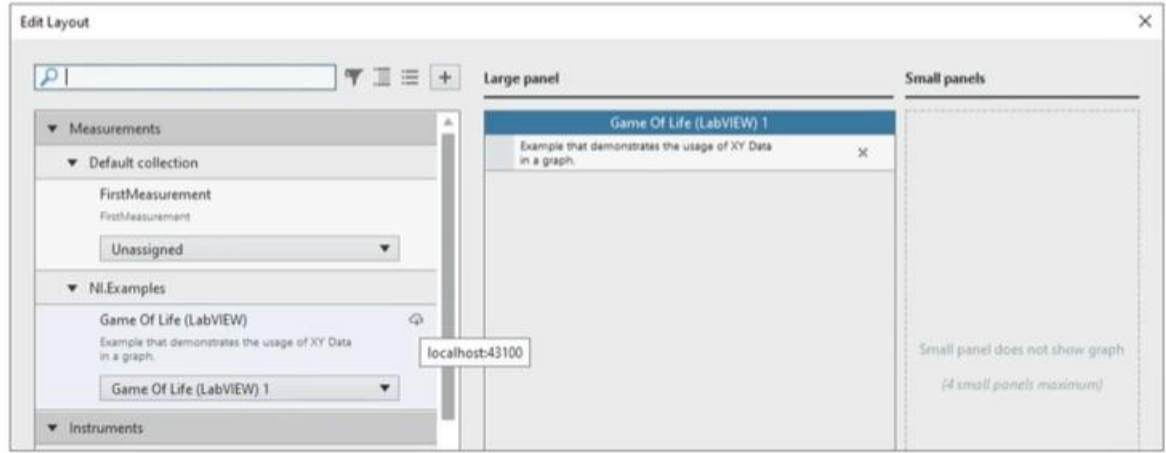 Edit Layout
Large panel
Small panels
Measurements
Default collection
FirstMeasurement
FirstMeasurement
Unassigned
NI.Examples
Game Of Life (LabVIEW)
Example that demonstrates the usage of XY Data
in a graph.
Game Of Life (LabVIEW) 1
Instruments
localhost:43100
Game Of Life (LabVIEW) 1
Example that demonstrates the usage of XY Data
in a graph.
Small panel does not show graph
(4 small panels maximum)